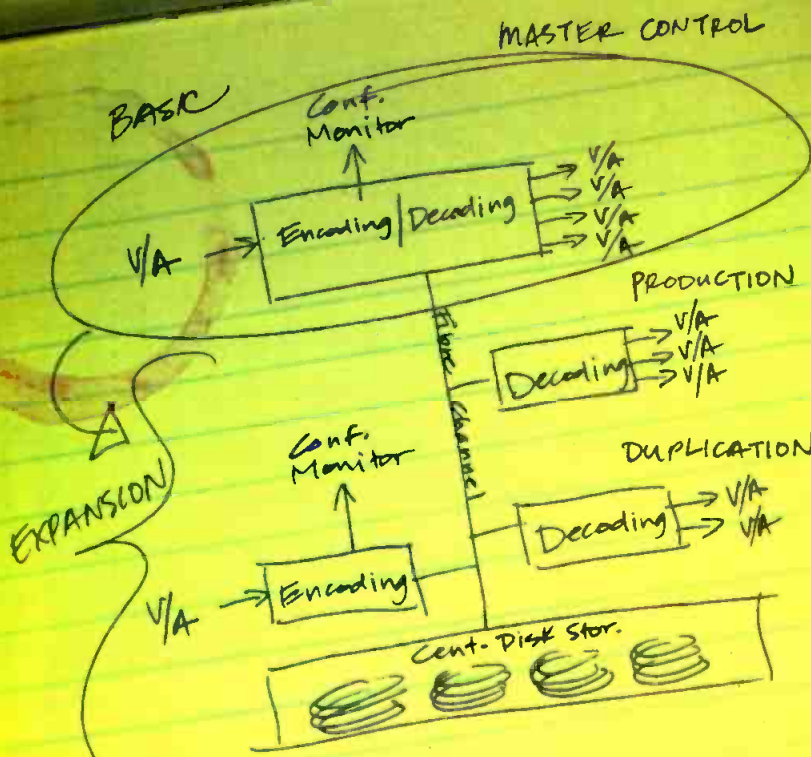 MASTER CONTROL
BASIC
Conf.
Monitor
V/A
Encoding | Decoding
V/A
V/A
V/A
V/A
PRODUCTION
Fibre Channel
Decoding
V/A
V/A
V/A
EXPANSION
Conf.
Monitor
DUPLICATION
V/A
Encoding
Decoding
V/A
V/A
Cent. Disk Stor.